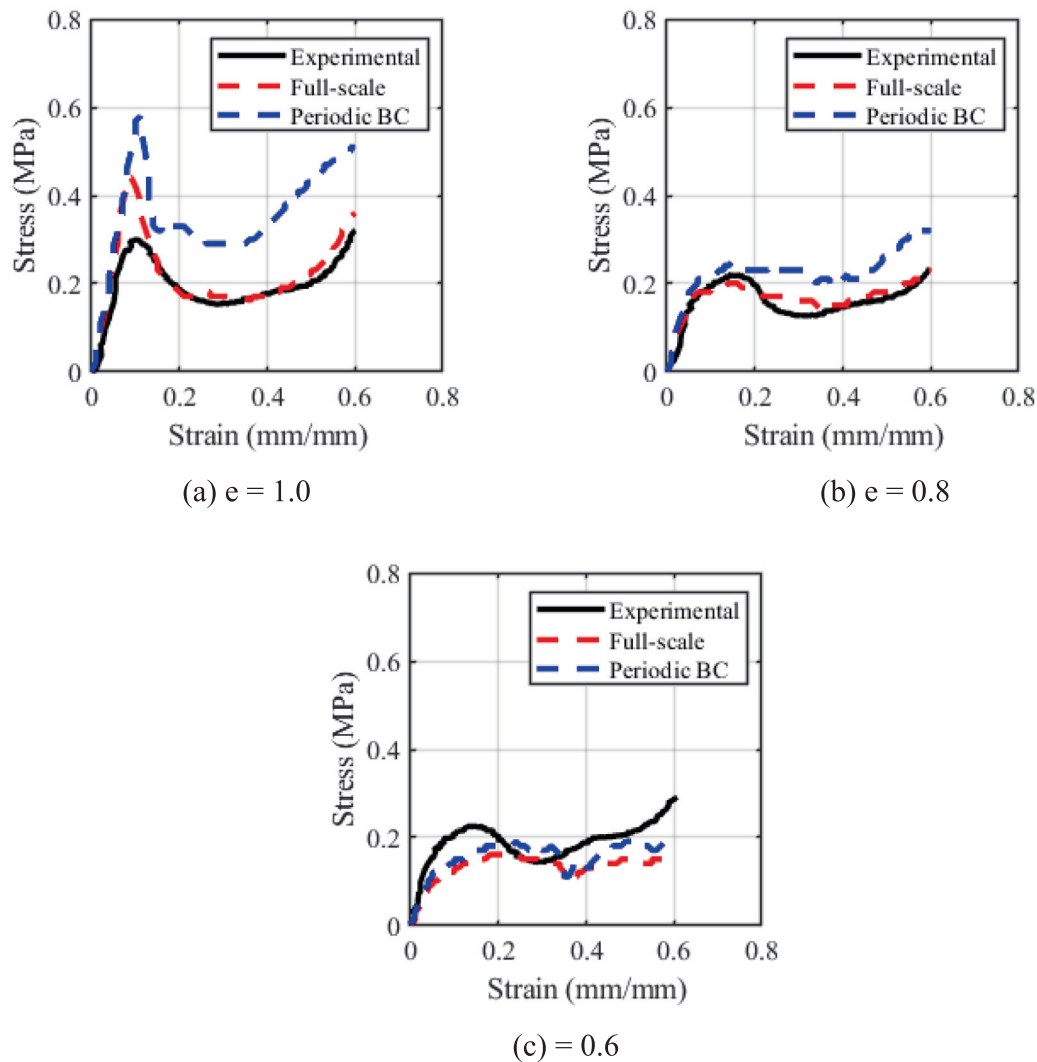 0.8
Experimental
Full-scale
Periodic BC
0.6
0.4
0.2
0
Stress (MPa)
0 0.2 0.4 0.6 0.8
Strain (mm/mm)
(a) e = 1.0
0.8
Experimental
Full-scale
Periodic BC
0.6
0.4
0.2
0
Stress (MPa)
0 0.2 0.4 0.6 0.8
Strain (mm/mm)
(b) e = 0.8
0.8
Experimental
Full-scale
Periodic BC
0.6
0.4
0.2
0
Stress (MPa)
0 0.2 0.4 0.6 0.8
Strain (mm/mm)
(c) = 0.6